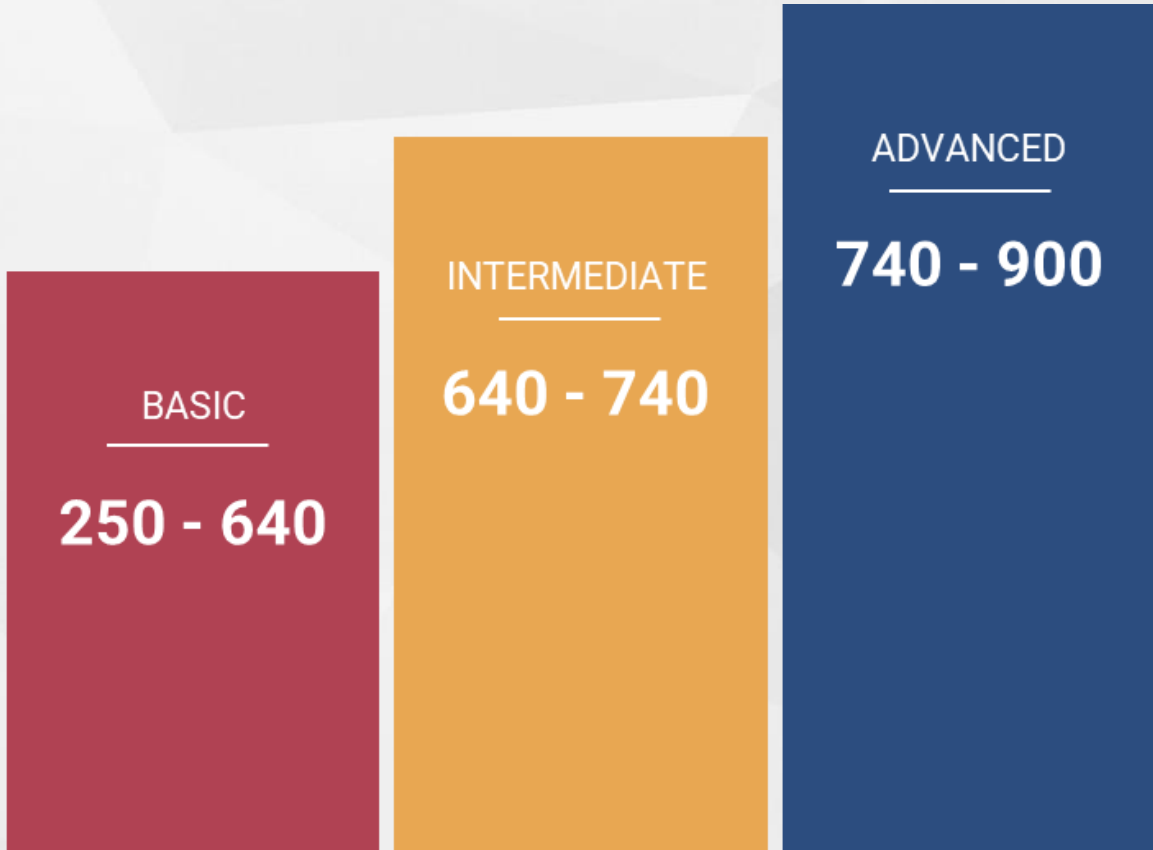 BASIC
250 - 640
INTERMEDIATE
640 - 740
ADVANCED
740 - 900